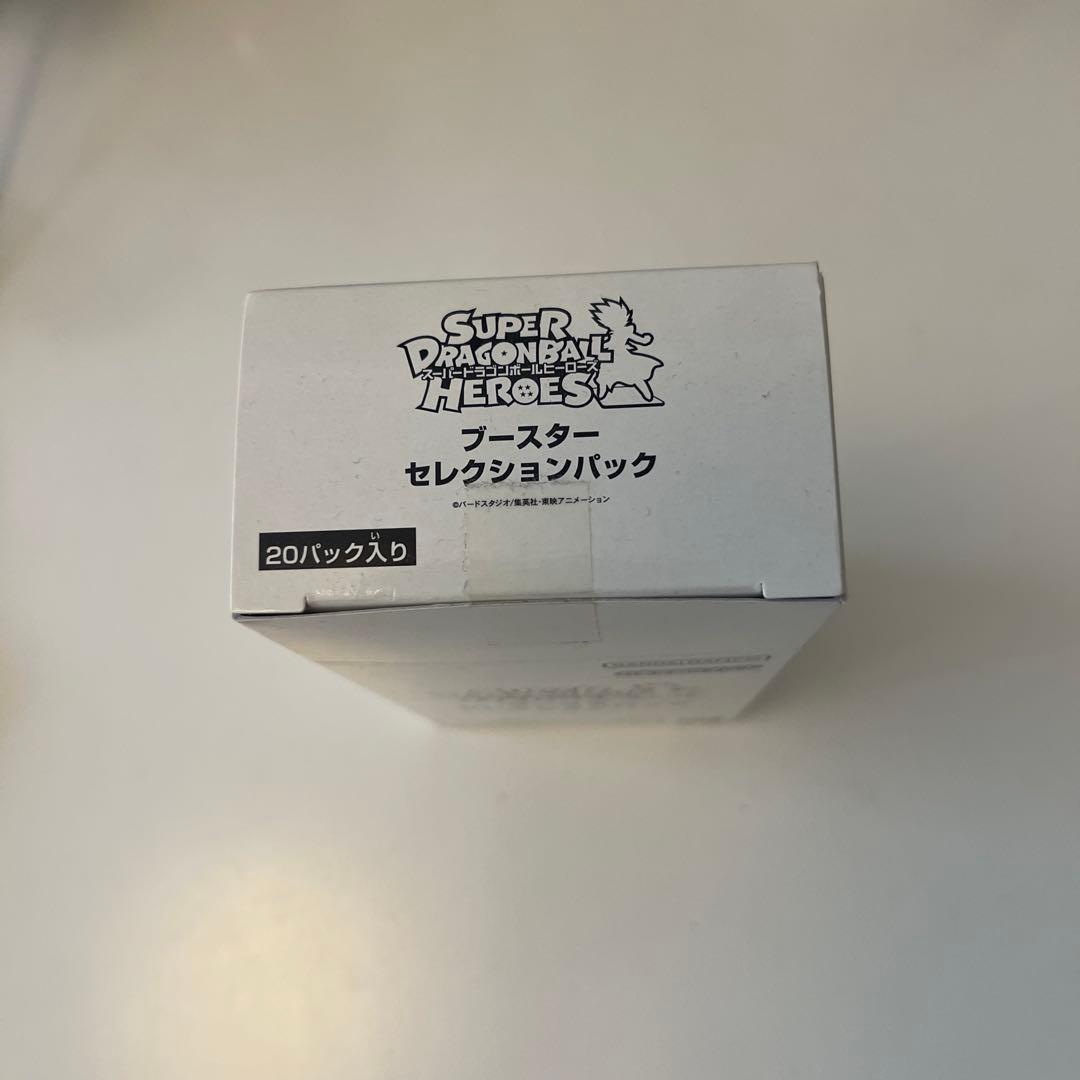 SUPER
DRAGONBALL
スーパードラゴンボールヒーローズ
HEROES
ブースター
セレクションパック
©バードスタジオ/集英社・東映アニメーション
い
20パック入り